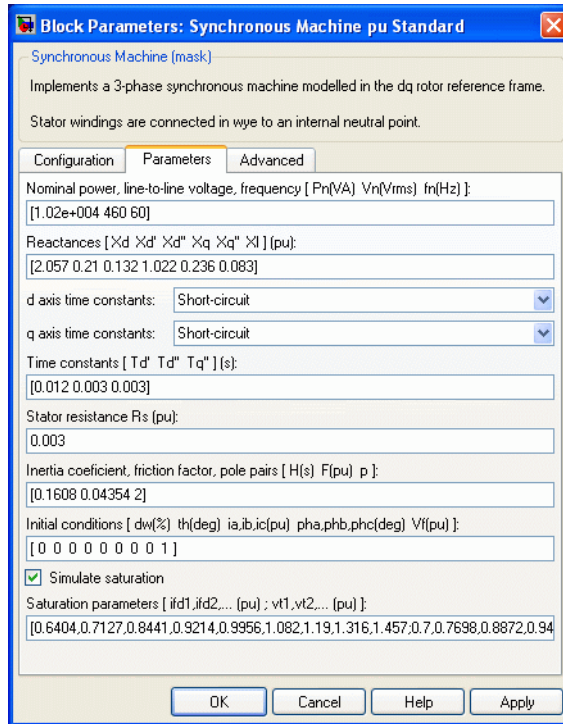 Block Parameters: Synchronous Machine pu Standard
Synchronous Machine (mask)
Implements a 3-phase synchronous machine modelled in the dq rotor reference frame.
Stator windings are connected in wye to an internal neutral point.
Configuration Parameters Advanced
Nominal power, line-to-line voltage, frequency [ Pn(VA) Vn(Vrms) fn(Hz) ]:
[1.02e+004 460 60]
Reactances [ Xd Xd' Xd'' Xq Xq'' Xl ] (pu):
[2.057 0.21 0.132 1.022 0.236 0.083]
d axis time constants: Short-circuit
q axis time constants: Short-circuit
Time constants [ Td' Td'' Tq'' ] (s):
[0.012 0.003 0.003]
Stator resistance Rs (pu):
0.003
Inertia coeficient, friction factor, pole pairs [ H(s) F(pu) p ]:
[0.1608 0.04354 2]
Initial conditions [ dw(%) th(deg) ia,ib,ic(pu) pha,phb,phc(deg) Vf(pu) ]:
[ 0 0 0 0 0 0 0 0 1 ]
Simulate saturation
Saturation parameters [ ifd1,ifd2,... (pu) ; vt1,vt2,... (pu) ]:
[0.6404,0.7127,0.8441,0.9214,0.9956,1.082,1.19,1.316,1.457;0.7,0.7698,0.8872,0.94
OK Cancel Help Apply